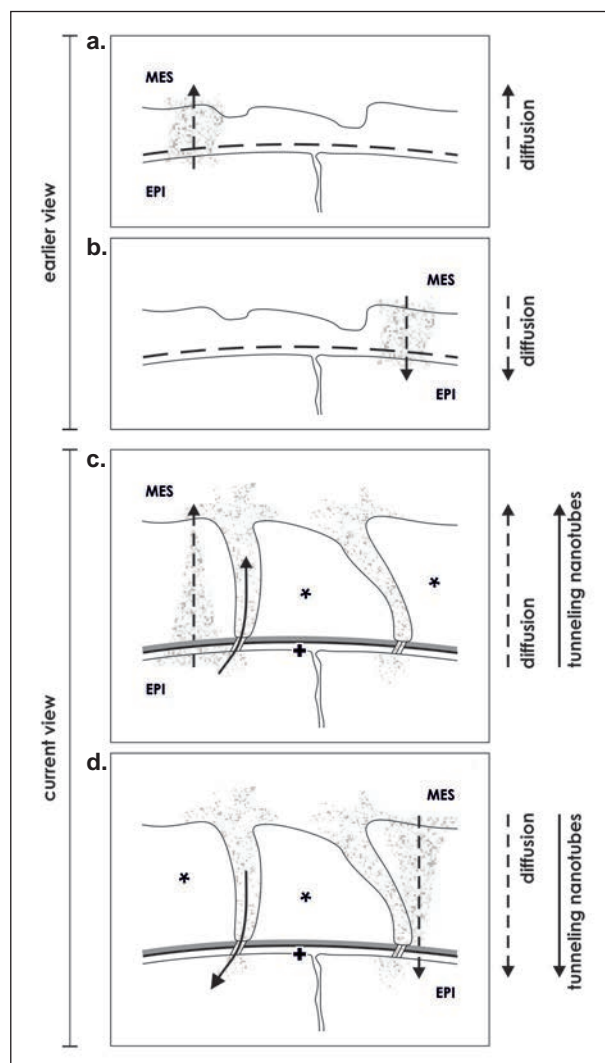 earlier view
a.
MES
EPI
diffusion
b.
MES
EPI
diffusion
current view
c.
MES
*
*
+
EPI
diffusion
tunneling nanotubes
d.
MES
*
*
+
EPI
diffusion
tunneling nanotubes